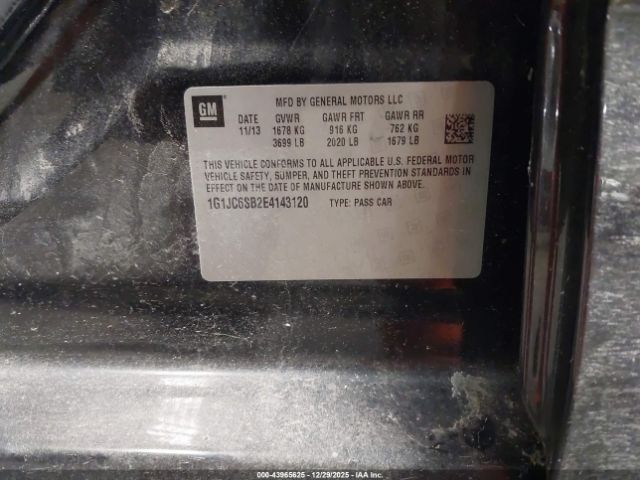 GM
MFD BY GENERAL MOTORS LLC
DATE GVWR GAWR FRT GAWR RR
11/13 1678 KG 916 KG 762 KG
3699 LB 2020 LB 1679 LB
THIS VEHICLE CONFORMS TO ALL APPLICABLE U.S. FEDERAL MOTOR
VEHICLE SAFETY, BUMPER, AND THEFT PREVENTION STANDARDS IN
EFFECT ON THE DATE OF MANUFACTURE SHOWN ABOVE.
1G1JC6SB2E4143120 TYPE: PASS CAR
000-43965625 - 12/29/2025 - IAA Inc.